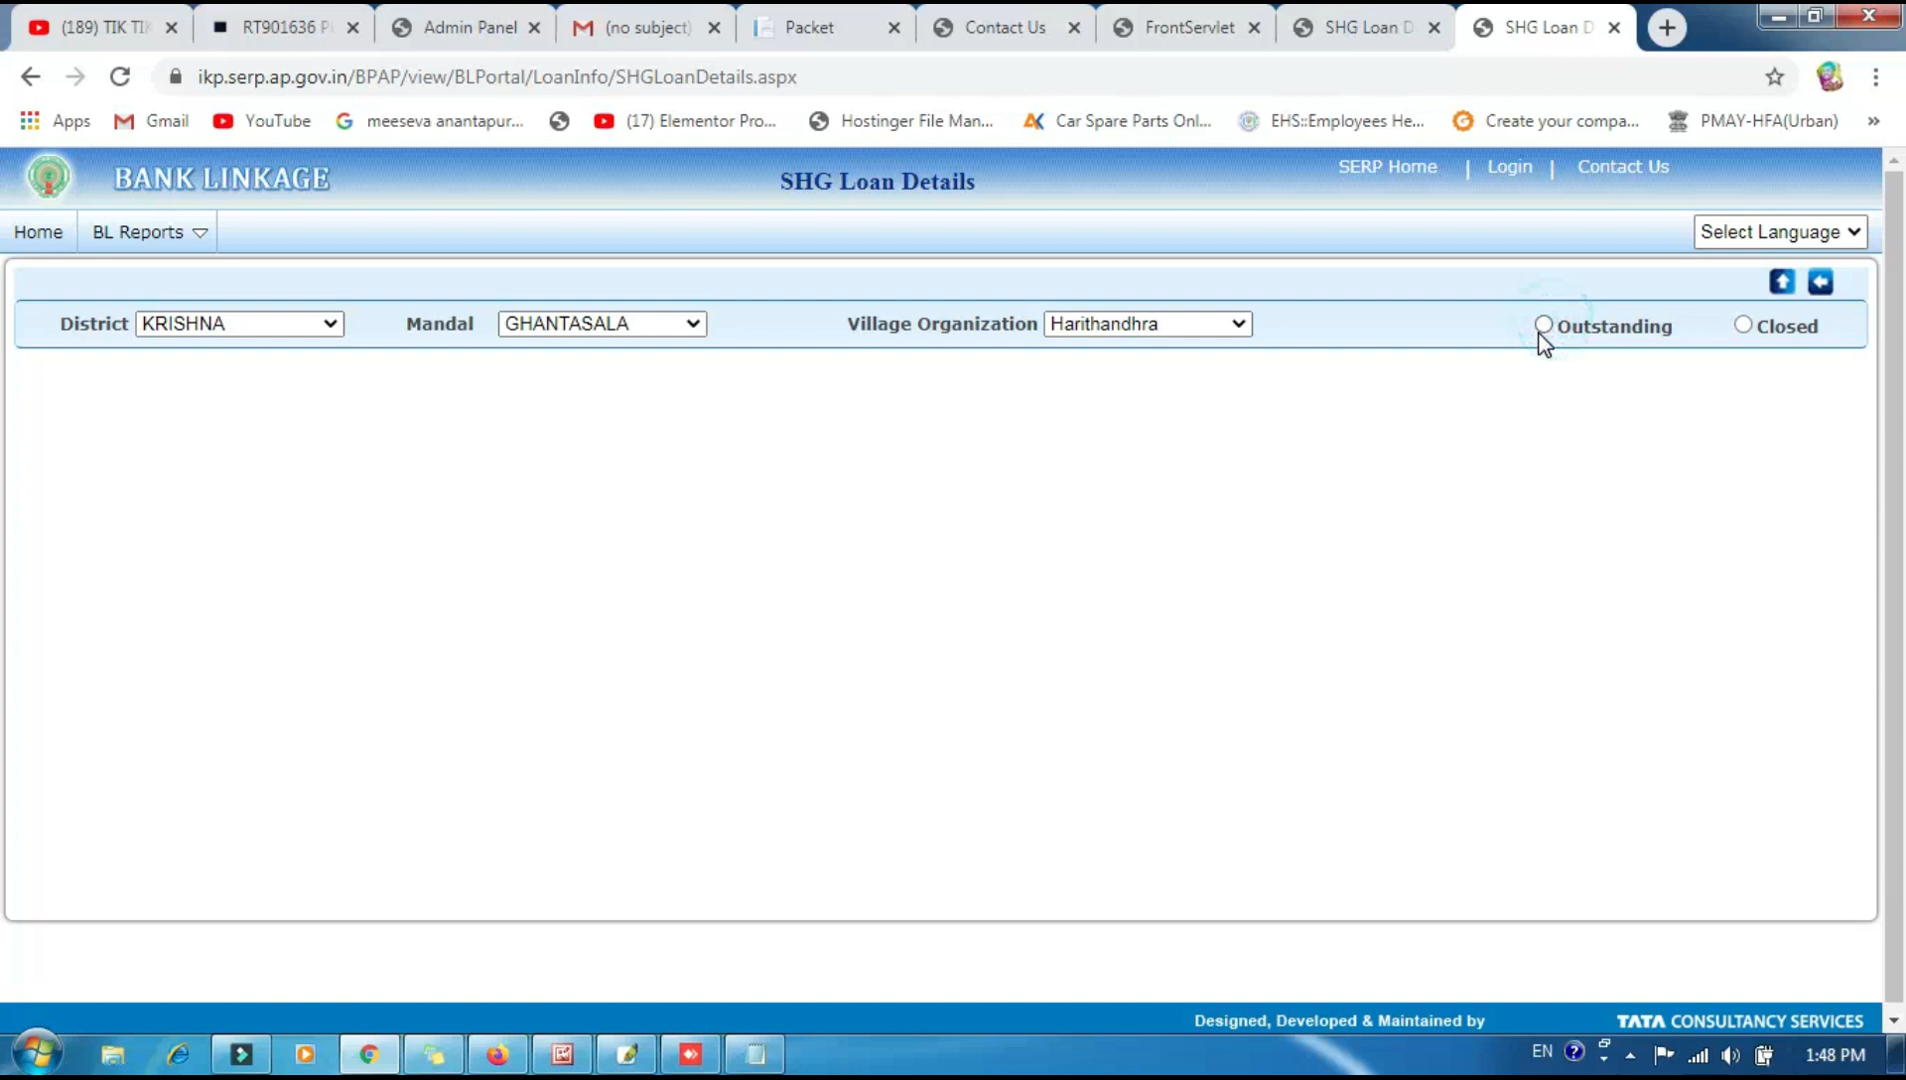 (189) TIK TIK
RT901636 P
Admin Panel
(no subject)
Packet
Contact Us
FrontServlet
SHG Loan D
SHG Loan D
ikp.serp.ap.gov.in/BPAP/view/BLPortal/LoanInfo/SHGLoanDetails.aspx
Apps
Gmail
YouTube
meeseva anantapur...
(17) Elementor Pro...
Hostinger File Man...
Car Spare Parts Onl...
EHS::Employees He...
Create your compa...
PMAY-HFA(Urban)
»
BANK LINKAGE
SHG Loan Details
SERP Home | Login | Contact Us
Home
BL Reports
Select Language
District KRISHNA
Mandal GHANTASALA
Village Organization Harithandhra
Outstanding
Closed
Designed, Developed & Maintained by
TATA CONSULTANCY SERVICES
EN
1:48 PM